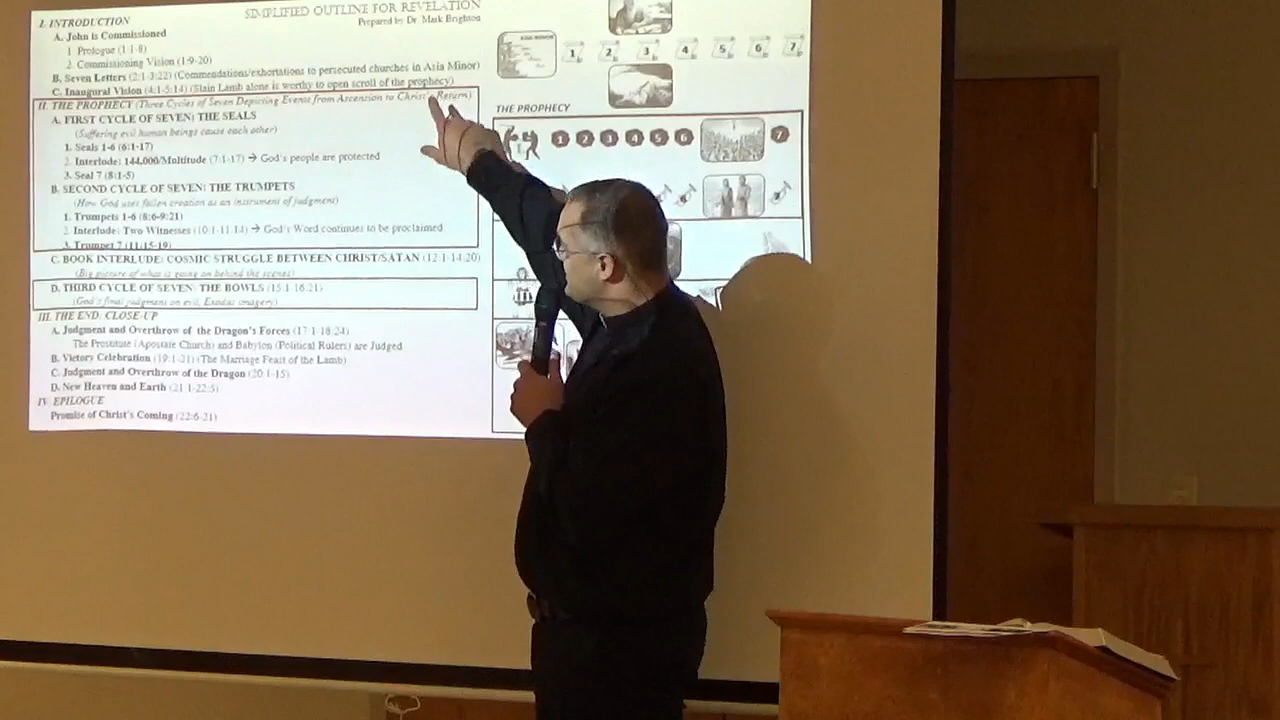 SIMPLIFIED OUTLINE FOR REVELATION
Prepared by Dr. Mark Brighton
I. INTRODUCTION
A. John is Commissioned
1. Prologue (1:1-8)
2. Commissioning Vision (1:9-20)
B. Seven Letters (2:1-3:22) (Commendations/exhortations to persecuted churches in Asia Minor)
C. Inaugural Vision (4:1-5:14) (Slain Lamb alone is worthy to open scroll of the prophecy)
II. THE PROPHECY (Three Cycles of Seven Depicting Events from Ascension to Christ's Return)
A. FIRST CYCLE OF SEVEN: THE SEALS
(Suffering evil human beings cause each other)
1. Seals 1-6 (6:1-17)
2. Interlude: 144,000/Multitude (7:1-17) → God's people are protected
3. Seal 7 (8:1-5)
B. SECOND CYCLE OF SEVEN: THE TRUMPETS
(How God uses fallen creation as an instrument of judgment)
1. Trumpets 1-6 (8:6-9:21)
2. Interlude: Two Witnesses (10:1-11:14) → God's Word continues to be proclaimed
3. Trumpet 7 (11:15-19)
C. BOOK INTERLUDE: COSMIC STRUGGLE BETWEEN CHRIST/SATAN (12:1-14:20)
(Big picture of what is going on behind the scenes)
D. THIRD CYCLE OF SEVEN: THE BOWLS (15:1-16:21)
(God's final judgment on evil, Exodus imagery)
III. THE END: CLOSE-UP
A. Judgment and Overthrow of the Dragon's Forces (17:1-18:24)
The Prostitute (Apostate Church) and Babylon (Political Rulers) are Judged
B. Victory Celebration (19:1-21) (The Marriage Feast of the Lamb)
C. Judgment and Overthrow of the Dragon (20:1-15)
D. New Heaven and Earth (21:1-22:5)
IV. EPILOGUE
Promise of Christ's Coming (22:6-21)
ASIA MINOR
1 2 3 4 5 6 7
THE PROPHECY
1 2 3 4 5 6 7